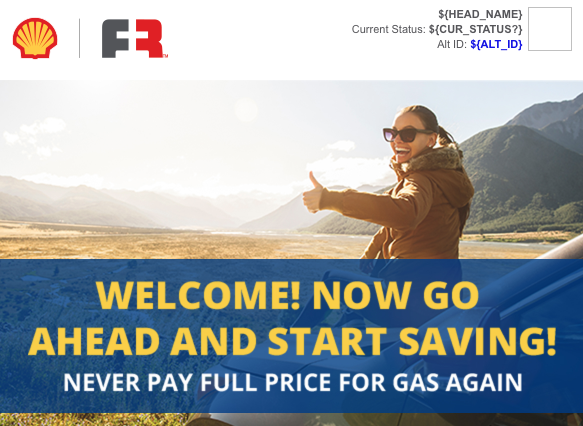 ${HEAD_NAME}
Current Status: ${CUR_STATUS?}
Alt ID: ${ALT_ID}
FR
WELCOME! NOW GO
AHEAD AND START SAVING!
NEVER PAY FULL PRICE FOR GAS AGAIN